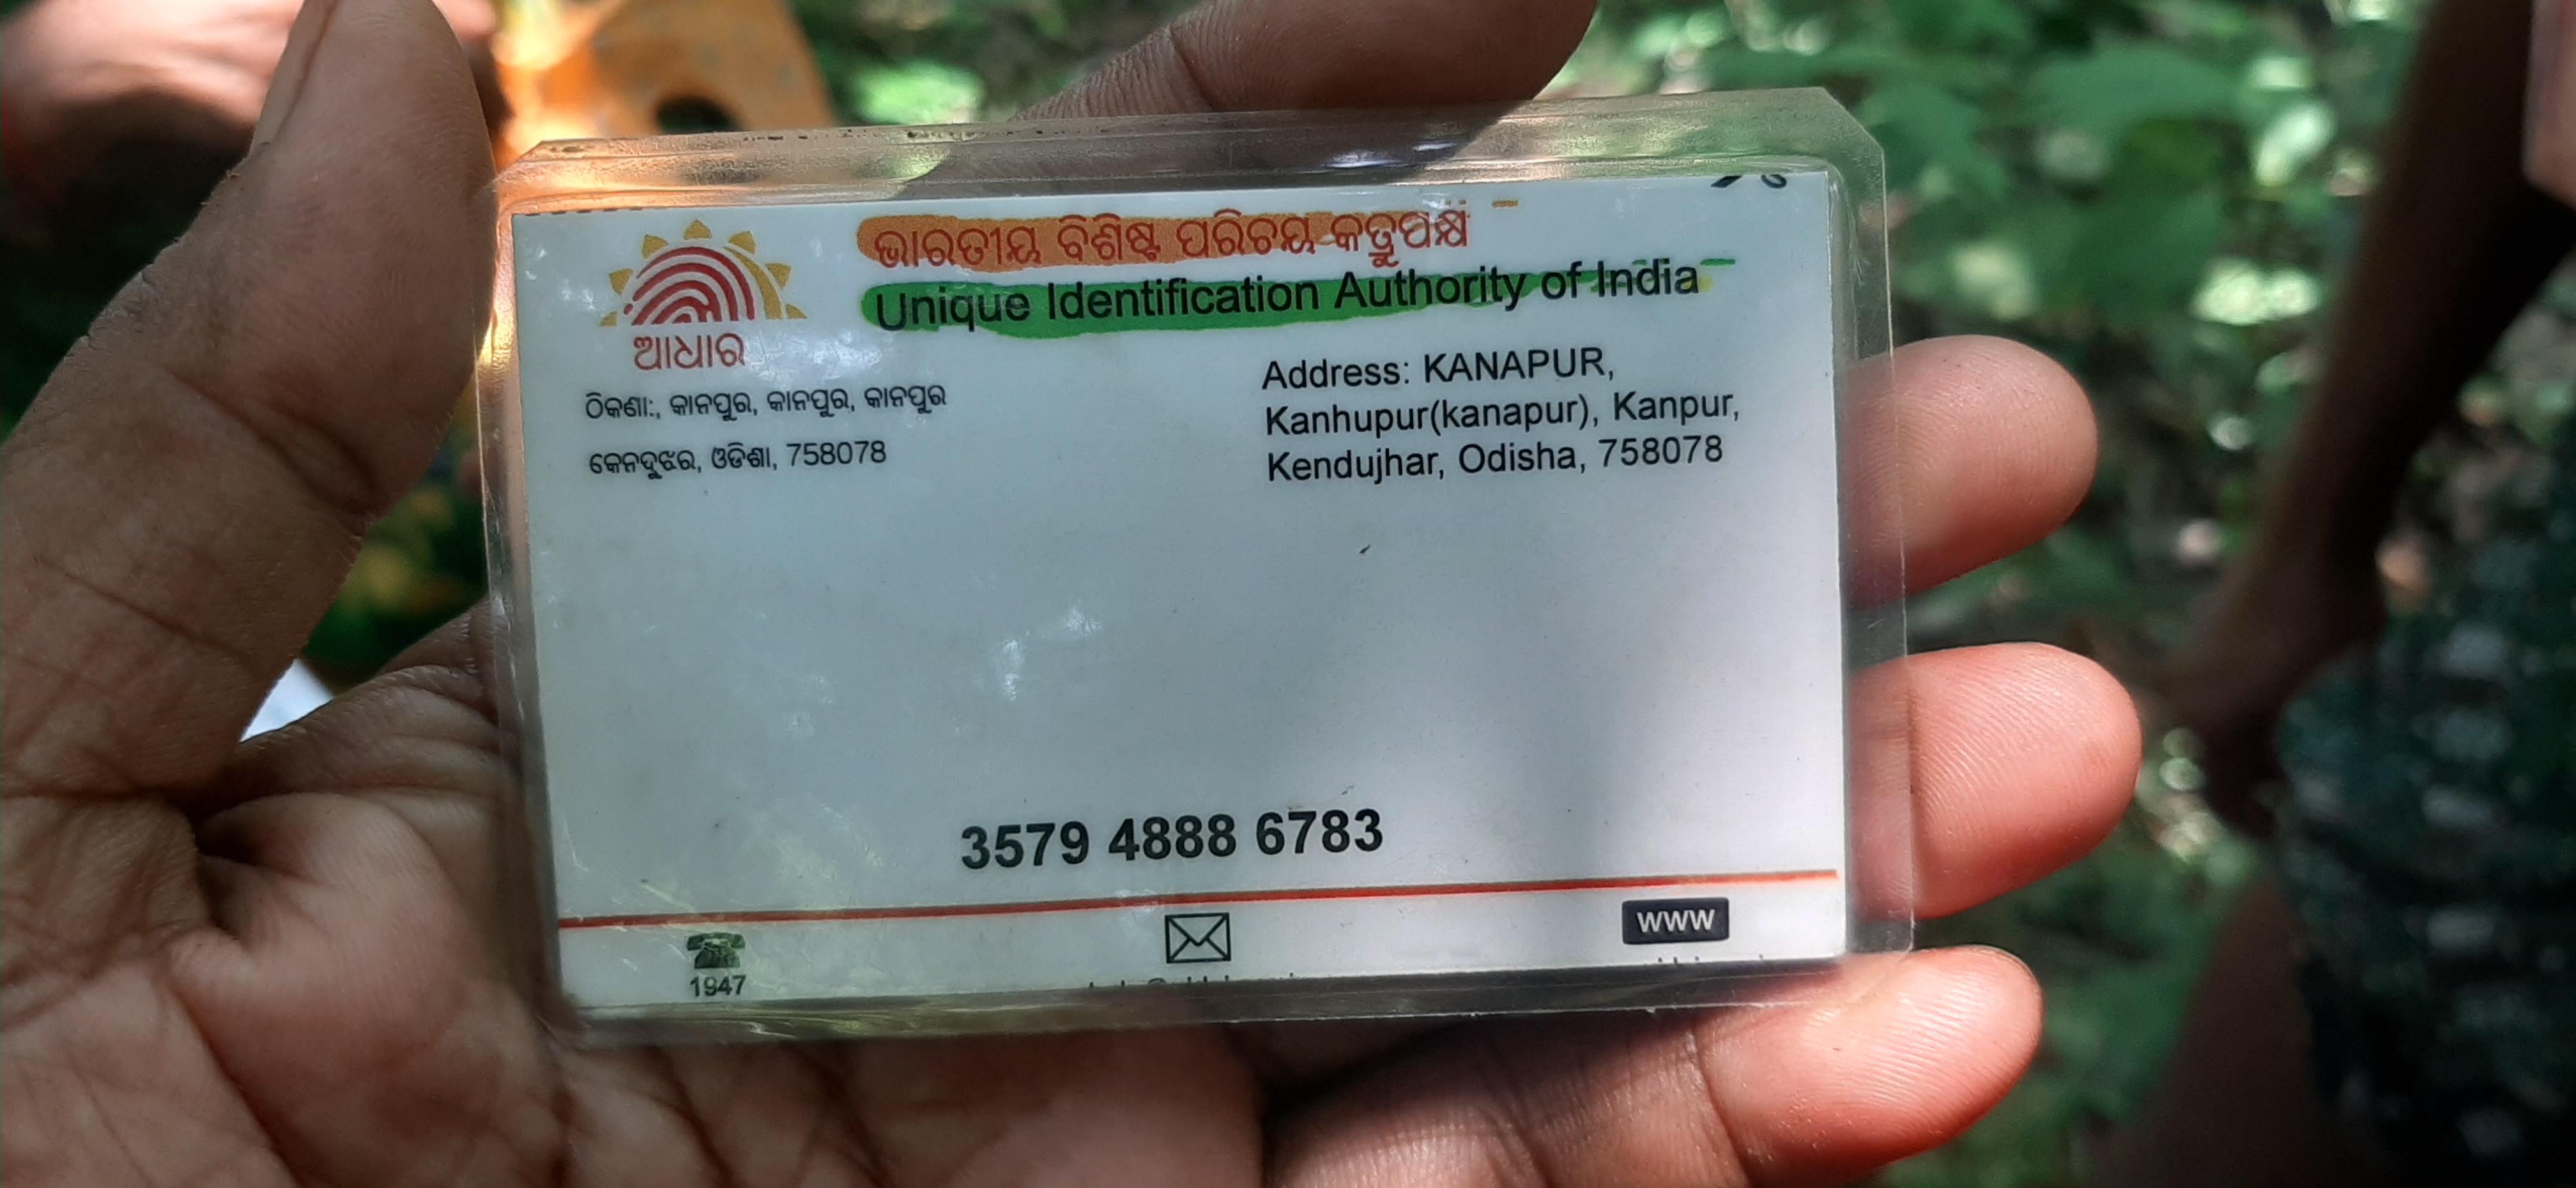 ଭାରତୀୟ ବିଶିଷ୍ଟ ପରିଚୟ କର୍ତ୍ତୃପକ୍ଷ
Unique Identification Authority of India
ଆଧାର
ଠିକଣା:, କାନପୁର, କାନପୁର, କାନପୁର
କେନଦୁଝର, ଓଡିଶା, 758078
Address: KANAPUR,
Kanhupur(kanapur), Kanpur,
Kendujhar, Odisha, 758078
3579 4888 6783
1947
www